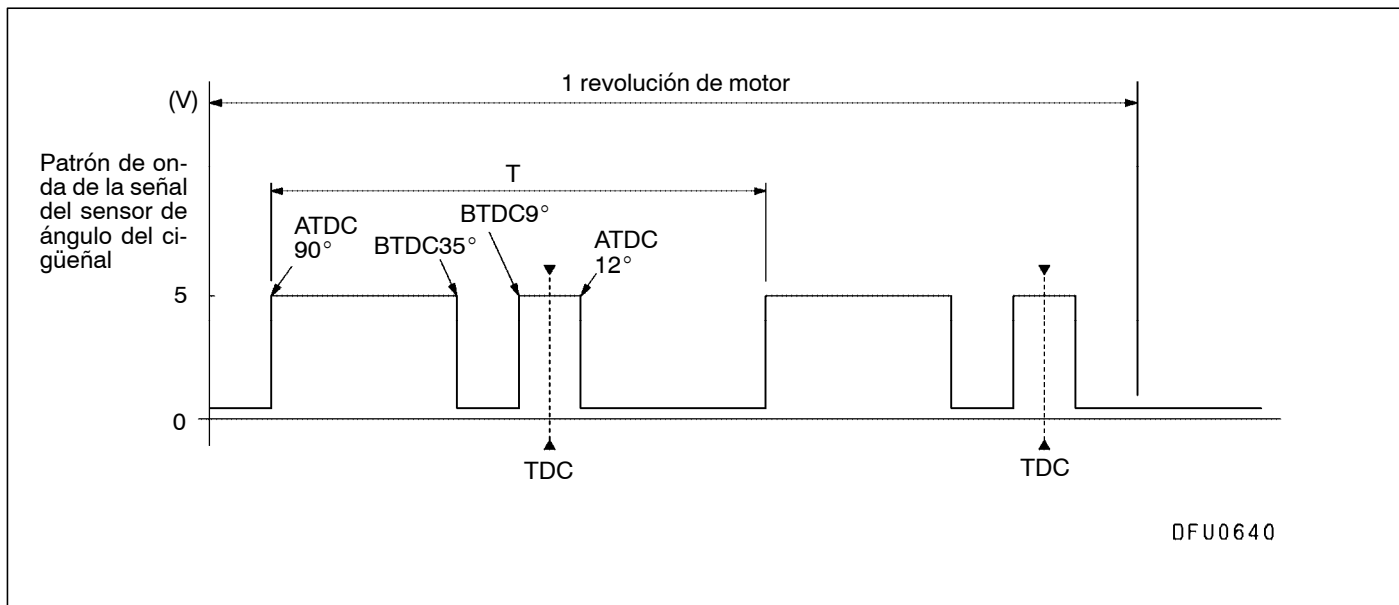 1 revolución de motor
(V)
Patrón de on-
da de la señal
del sensor de
ángulo del ci-
güeñal
T
ATDC
90°
BTDC35°
BTDC9°
ATDC
12°
5
0
TDC
TDC
DFU0640